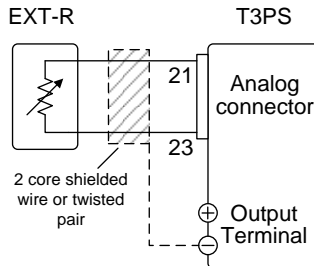 EXT-R
T3PS
21
Analog
connector
23
2 core shielded
wire or twisted
pair
Output
Terminal